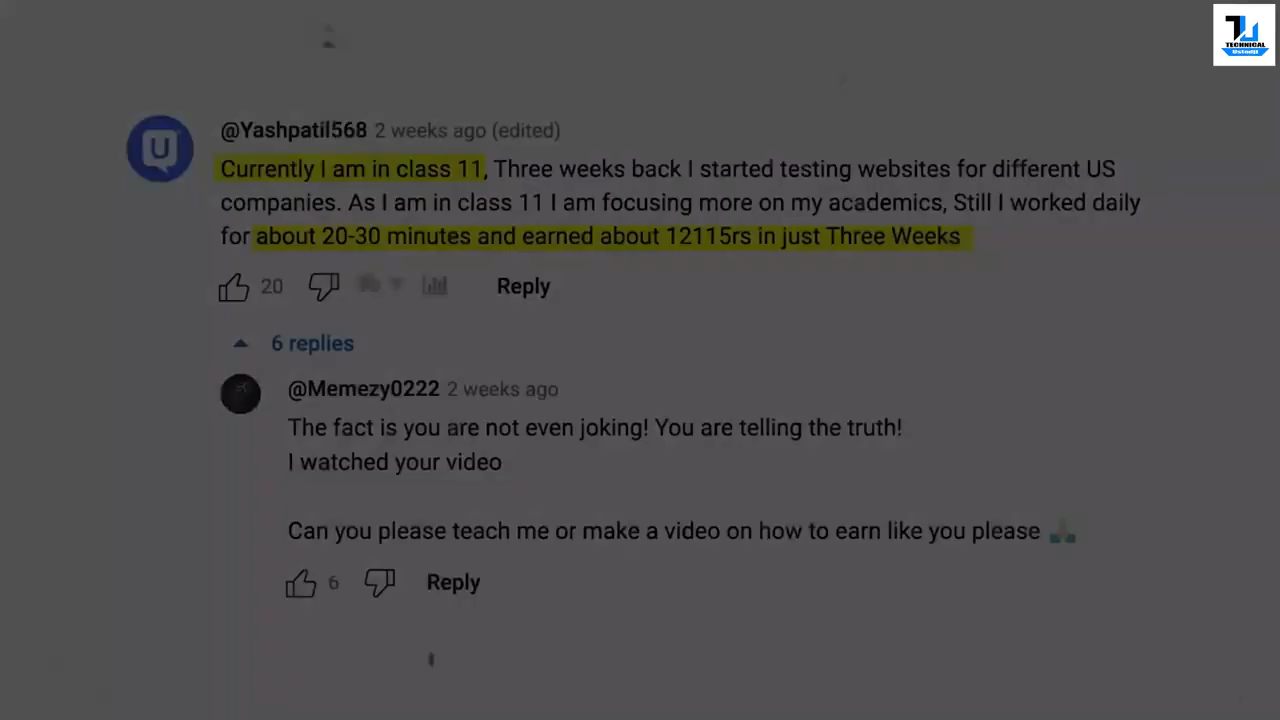 TECHNICAL
@Yashpatil568 2 weeks ago (edited)
Currently I am in class 11, Three weeks back I started testing websites for different US
companies. As I am in class 11 I am focusing more on my academics, Still I worked daily
for about 20-30 minutes and earned about 12115rs in just Three Weeks
20 Reply
6 replies
@Memezy0222 2 weeks ago
The fact is you are not even joking! You are telling the truth!
I watched your video
Can you please teach me or make a video on how to earn like you please
6 Reply